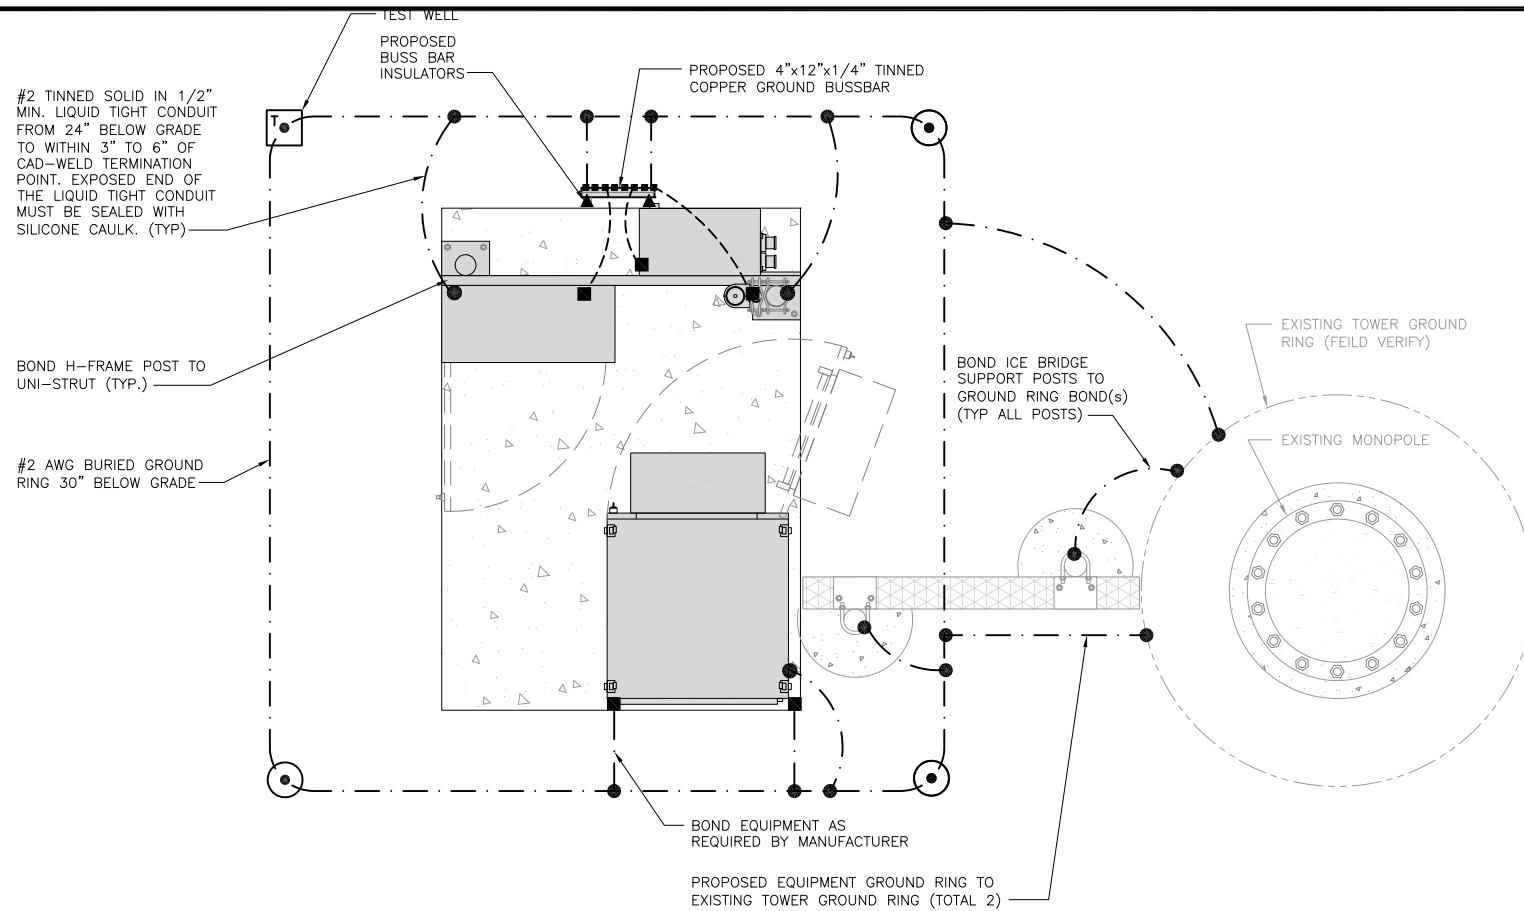 TEST WELL
PROPOSED
BUSS BAR
INSULATORS
PROPOSED 4"x12"x1/4" TINNED
COPPER GROUND BUSSBAR
#2 TINNED SOLID IN 1/2"
MIN. LIQUID TIGHT CONDUIT
FROM 24" BELOW GRADE
TO WITHIN 3" TO 6" OF
CAD-WELD TERMINATION
POINT. EXPOSED END OF
THE LIQUID TIGHT CONDUIT
MUST BE SEALED WITH
SILICONE CAULK. (TYP)
T
BOND H-FRAME POST TO
UNI-STRUT (TYP.)
#2 AWG BURIED GROUND
RING 30" BELOW GRADE
EXISTING TOWER GROUND
RING (FEILD VERIFY)
BOND ICE BRIDGE
SUPPORT POSTS TO
GROUND RING BOND(s)
(TYP ALL POSTS)
EXISTING MONOPOLE
BOND EQUIPMENT AS
REQUIRED BY MANUFACTURER
PROPOSED EQUIPMENT GROUND RING TO
EXISTING TOWER GROUND RING (TOTAL 2)